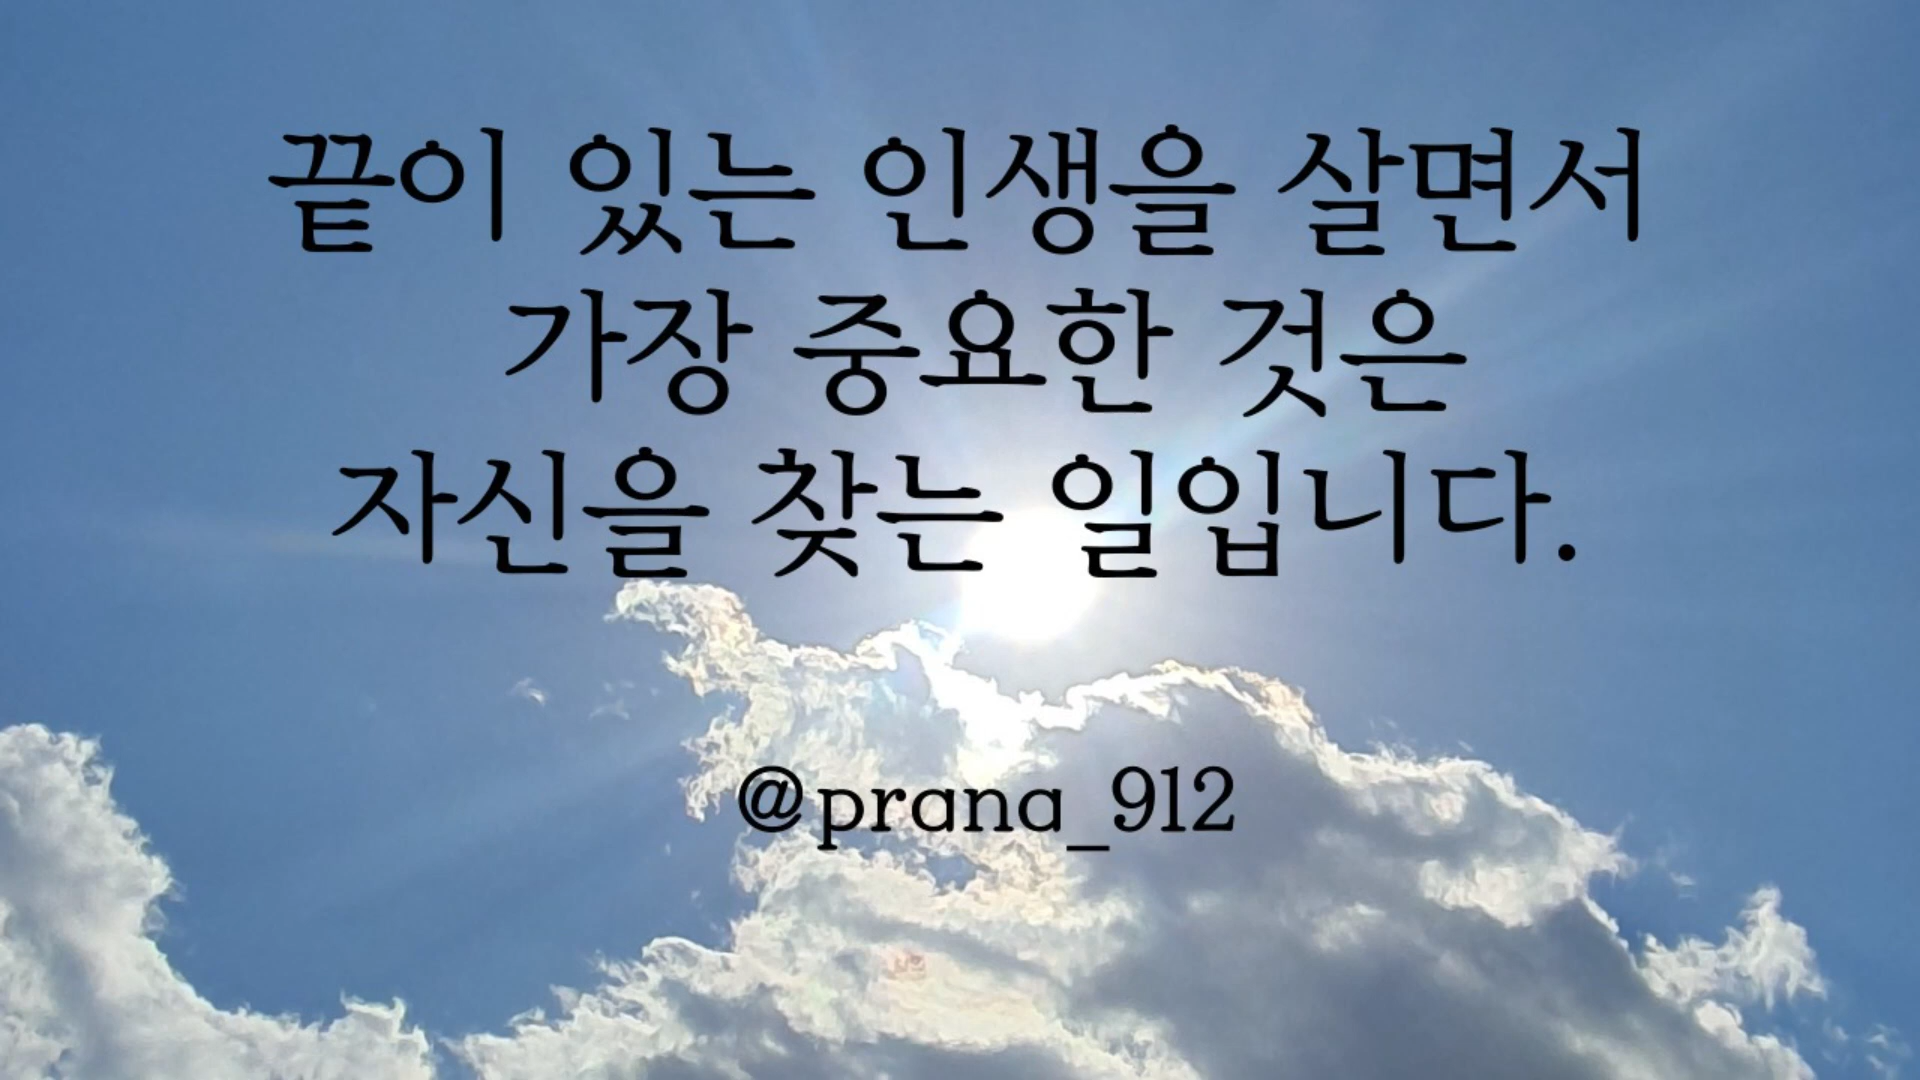 끝이 있는 인생을 살면서
가장 중요한 것은
자신을 찾는 일입니다.
@prana_912